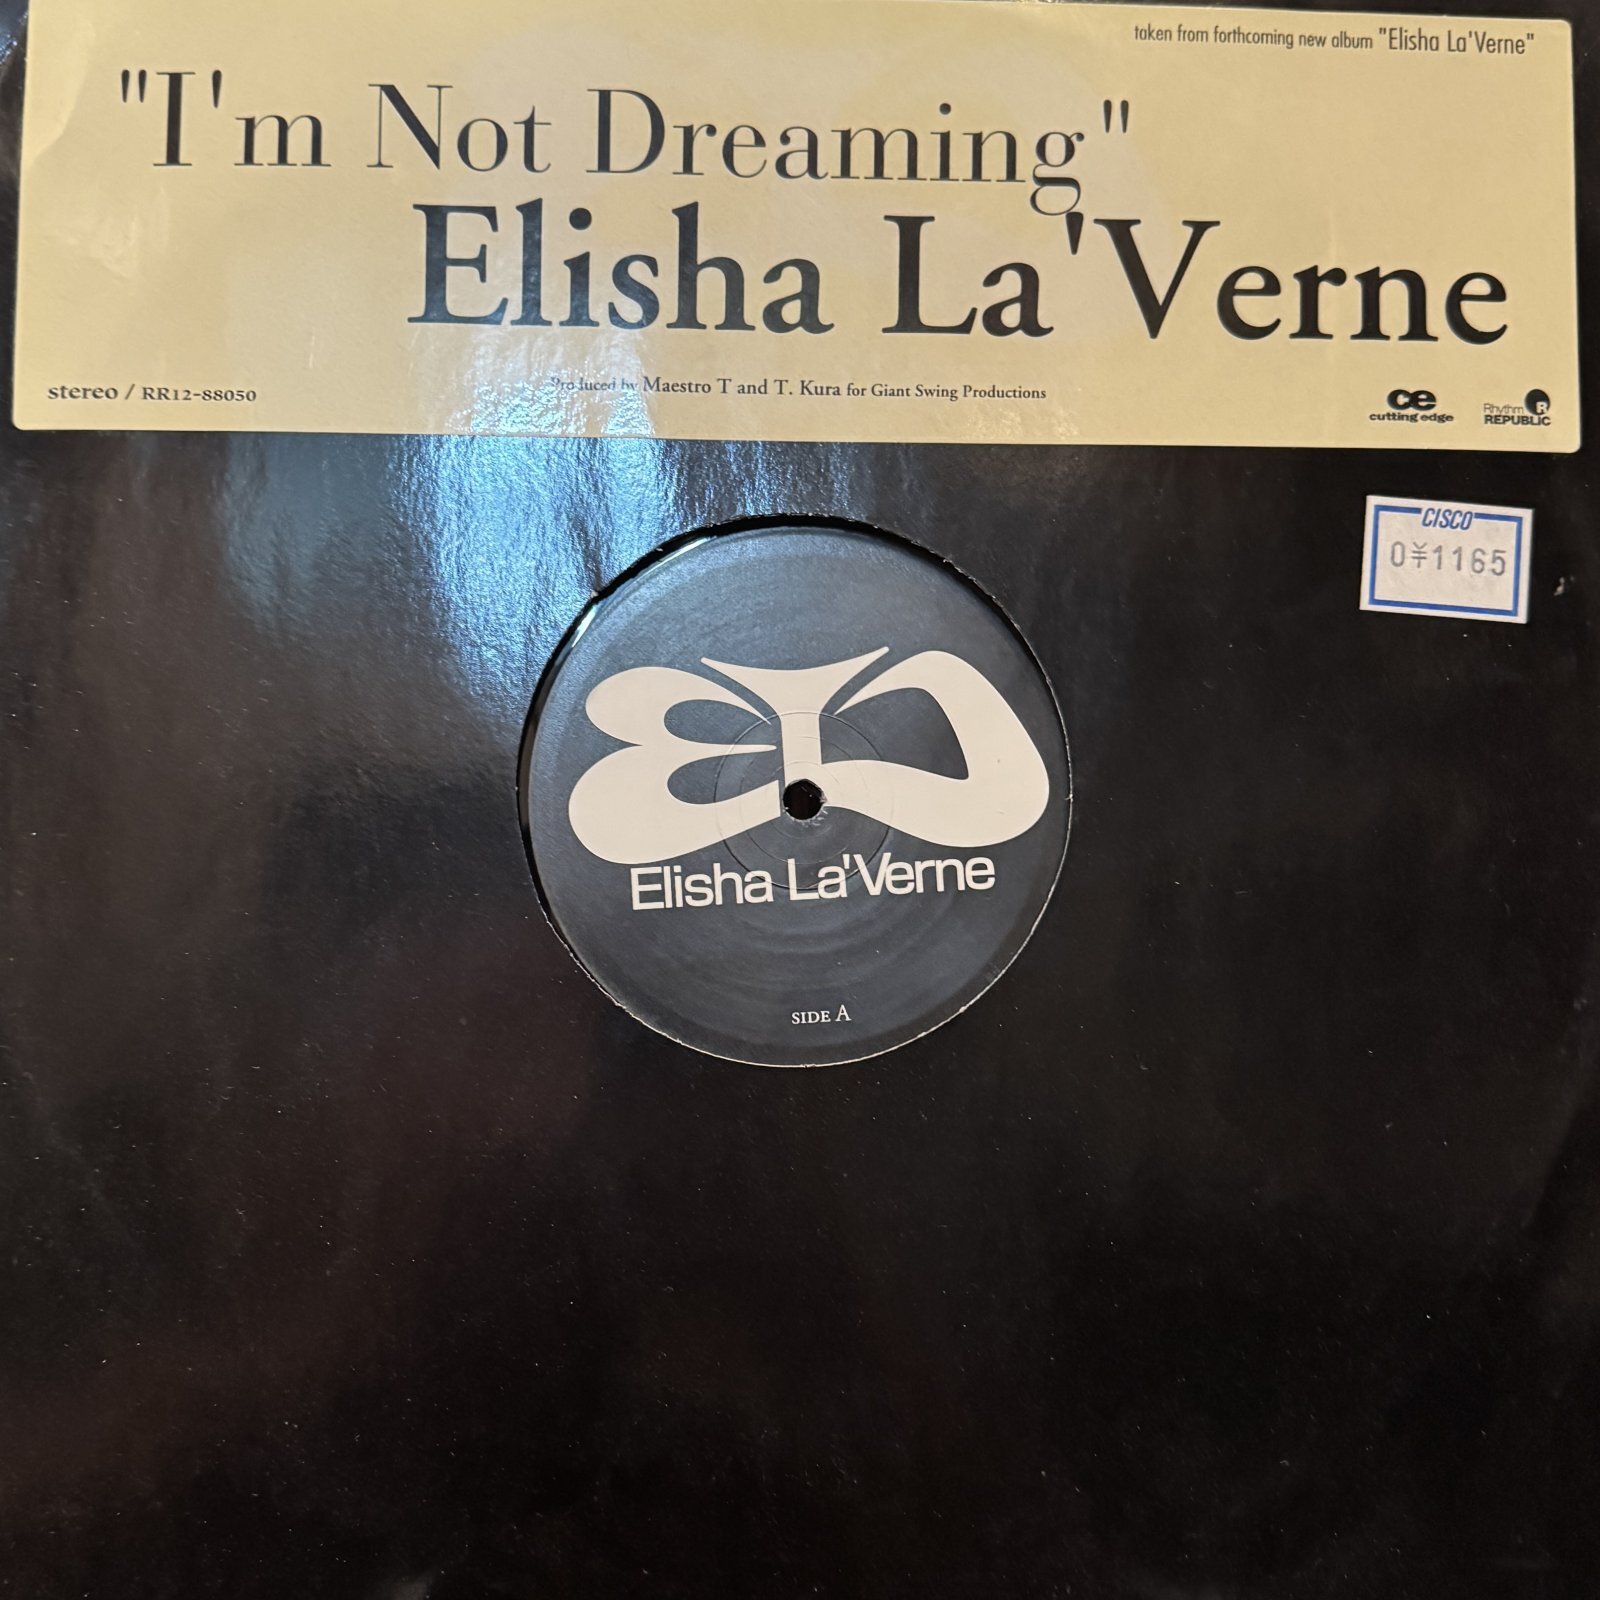 taken from forthcoming new album "Elisha La'Verne"
"I'm Not Dreaming"
Elisha La'Verne
stereo / RR12-88050
Produced by Maestro T and T. Kura for Giant Swing Productions
ce
cutting edge
R
Rhythm
REPUBLIC
CISCO
0¥1165
Elisha La'Verne
SIDE A